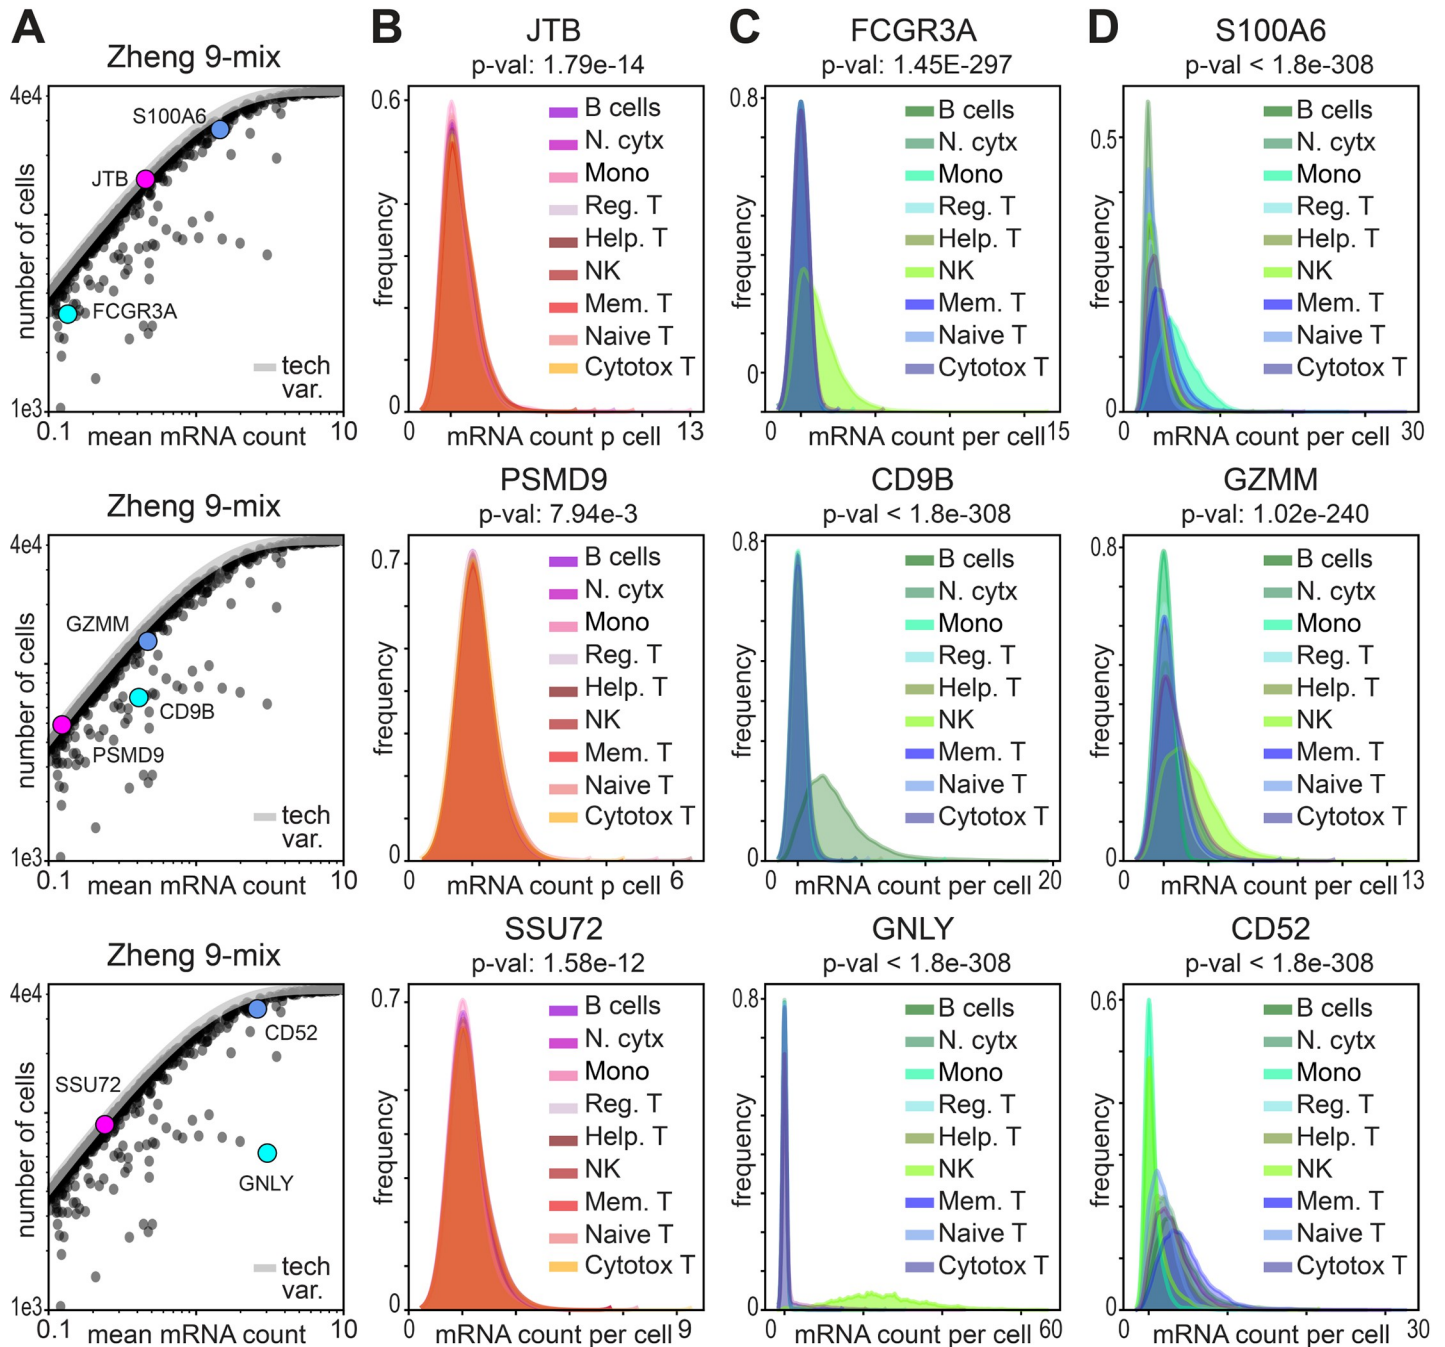 A
Zheng 9-mix
4e4
S100A6
JTB
FCGR3A
number of cells
tech
var.
1e3
0.1
mean mRNA count
10
B
JTB
p-val: 1.79e-14
0.6
B cells
N. cytx
Mono
Reg. T
Help. T
NK
Mem. T
Naive T
Cytotox T
frequency
0
0
mRNA count p cell
13
C
FCGR3A
p-val: 1.45E-297
0.8
B cells
N. cytx
Mono
Reg. T
Help. T
NK
Mem. T
Naive T
Cytotox T
frequency
0
0
mRNA count per cell
15
D
S100A6
p-val < 1.8e-308
0.5
B cells
N. cytx
Mono
Reg. T
Help. T
NK
Mem. T
Naive T
Cytotox T
frequency
0
0
mRNA count per cell
30
Zheng 9-mix
4e4
GZMM
CD9B
PSMD9
number of cells
tech
var.
1e3
0.1
mean mRNA count
10
PSMD9
p-val: 7.94e-3
0.7
B cells
N. cytx
Mono
Reg. T
Help. T
NK
Mem. T
Naive T
Cytotox T
frequency
0
0
mRNA count p cell
6
CD9B
p-val < 1.8e-308
0.8
B cells
N. cytx
Mono
Reg. T
Help. T
NK
Mem. T
Naive T
Cytotox T
frequency
0
0
mRNA count per cell
20
GZMM
p-val: 1.02e-240
0.8
B cells
N. cytx
Mono
Reg. T
Help. T
NK
Mem. T
Naive T
Cytotox T
frequency
0
0
mRNA count per cell
13
Zheng 9-mix
4e4
CD52
SSU72
GNLY
number of cells
tech
var.
1e3
0.1
mean mRNA count
10
SSU72
p-val: 1.58e-12
0.7
B cells
N. cytx
Mono
Reg. T
Help. T
NK
Mem. T
Naive T
Cytotox T
frequency
0
0
mRNA count p cell
9
GNLY
p-val < 1.8e-308
0.8
B cells
N. cytx
Mono
Reg. T
Help. T
NK
Mem. T
Naive T
Cytotox T
frequency
0
0
mRNA count per cell
60
CD52
p-val < 1.8e-308
0.6
B cells
N. cytx
Mono
Reg. T
Help. T
NK
Mem. T
Naive T
Cytotox T
frequency
0
0
mRNA count per cell
30